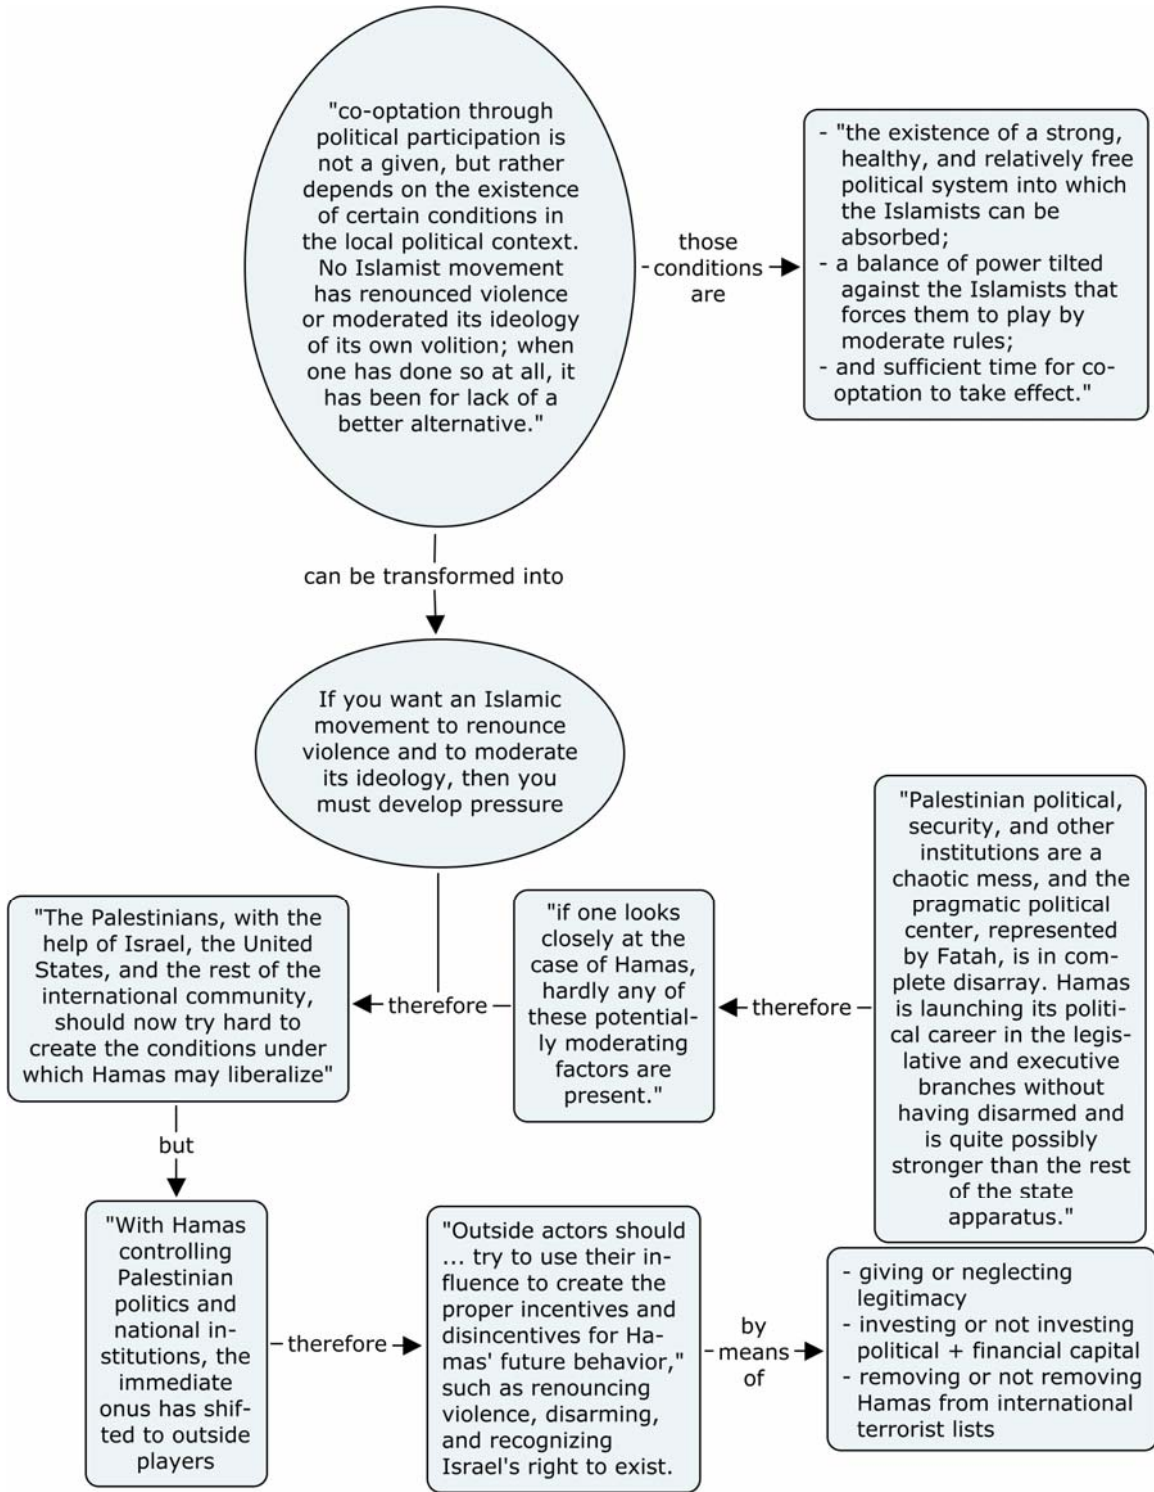 "co-optation through
political participation is
not a given, but rather
depends on the existence
of certain conditions in
the local political context.
No Islamist movement
has renounced violence
or moderated its ideology
of its own volition; when
one has done so at all, it
has been for lack of a
better alternative."
those
conditions
are
- "the existence of a strong,
healthy, and relatively free
political system into which
the Islamists can be
absorbed;
- a balance of power tilted
against the Islamists that
forces them to play by
moderate rules;
- and sufficient time for co-
optation to take effect."
can be transformed into
If you want an Islamic
movement to renounce
violence and to moderate
its ideology, then you
must develop pressure
"Palestinian political,
security, and other
institutions are a
chaotic mess, and the
pragmatic political
center, represented
by Fatah, is in com-
plete disarray. Hamas
is launching its politi-
cal career in the legis-
lative and executive
branches without
having disarmed and
is quite possibly
stronger than the rest
of the state
apparatus."
therefore
"if one looks
closely at the
case of Hamas,
hardly any of
these potential-
ly moderating
factors are
present."
therefore
"The Palestinians, with the
help of Israel, the United
States, and the rest of the
international community,
should now try hard to
create the conditions under
which Hamas may liberalize"
but
"With Hamas
controlling
Palestinian
politics and
national in-
stitutions, the
immediate
onus has shif-
ted to outside
players
therefore
"Outside actors should
... try to use their in-
fluence to create the
proper incentives and
disincentives for Ha-
mas' future behavior,"
such as renouncing
violence, disarming,
and recognizing
Israel's right to exist.
by
means
of
- giving or neglecting
legitimacy
- investing or not investing
political + financial capital
- removing or not removing
Hamas from international
terrorist lists